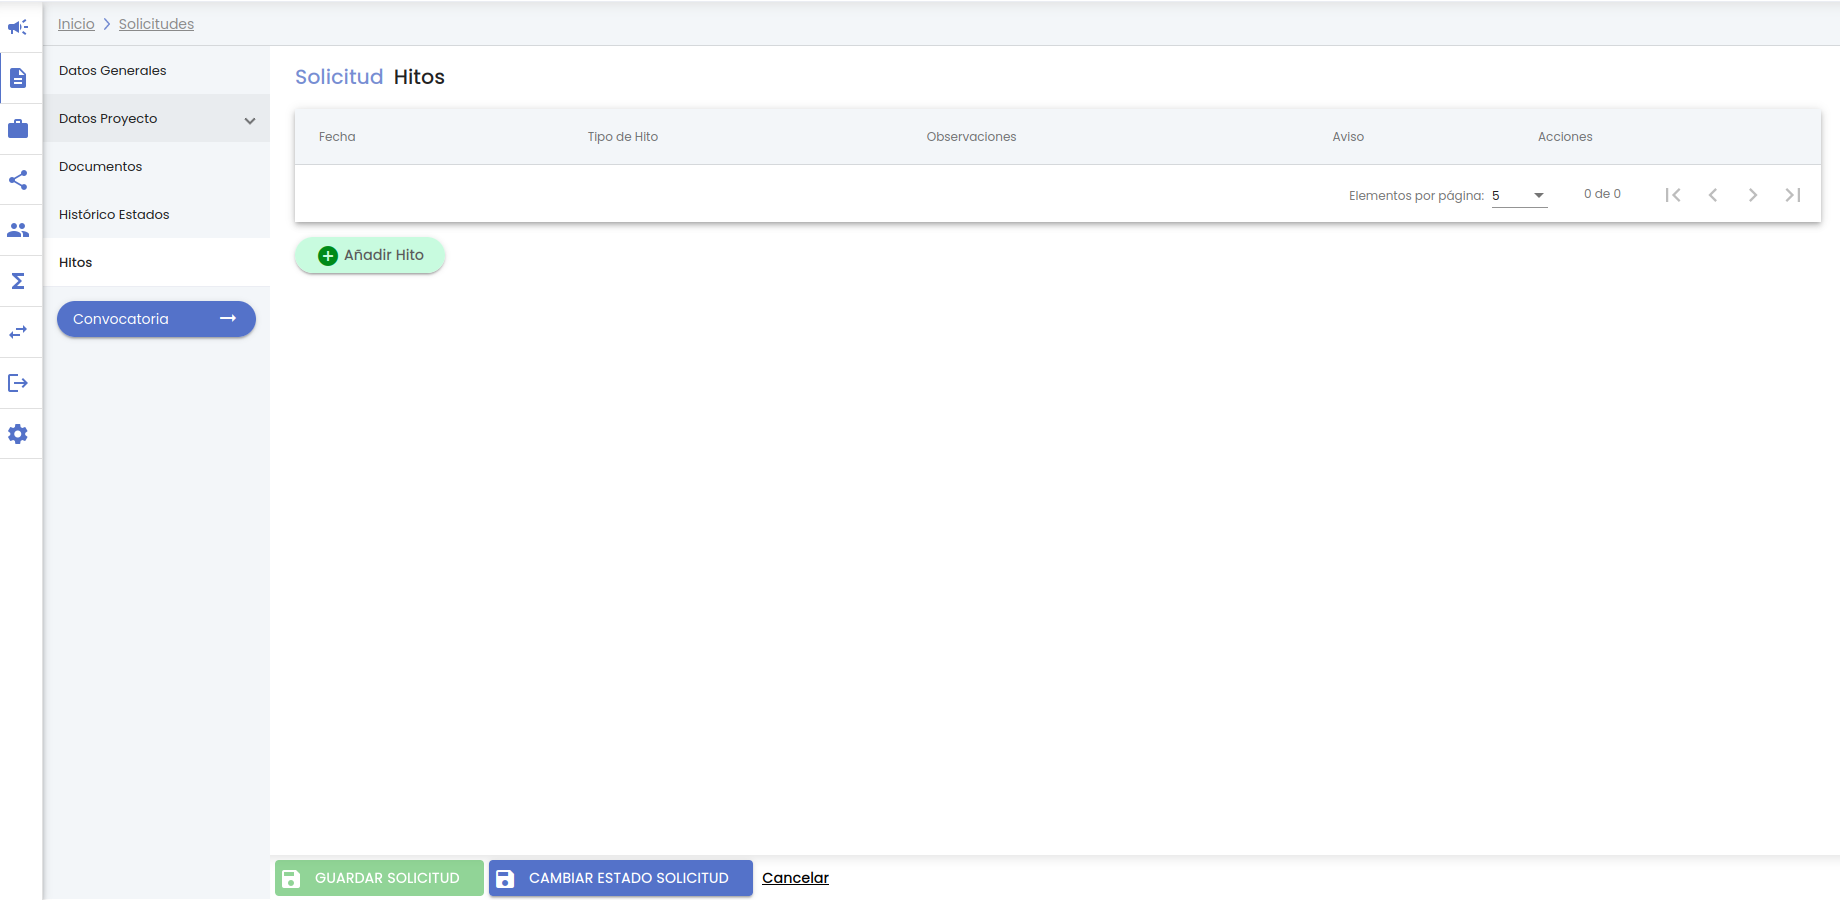 Inicio Solicitudes
Datos Generales
Datos Proyecto
Documentos
Histórico Estados
Hitos
Convocatoria
Solicitud Hitos
Fecha Tipo de Hito Observaciones Aviso Acciones
Elementos por página: 5 0 de 0
Añadir Hito
GUARDAR SOLICITUD CAMBIAR ESTADO SOLICITUD Cancelar